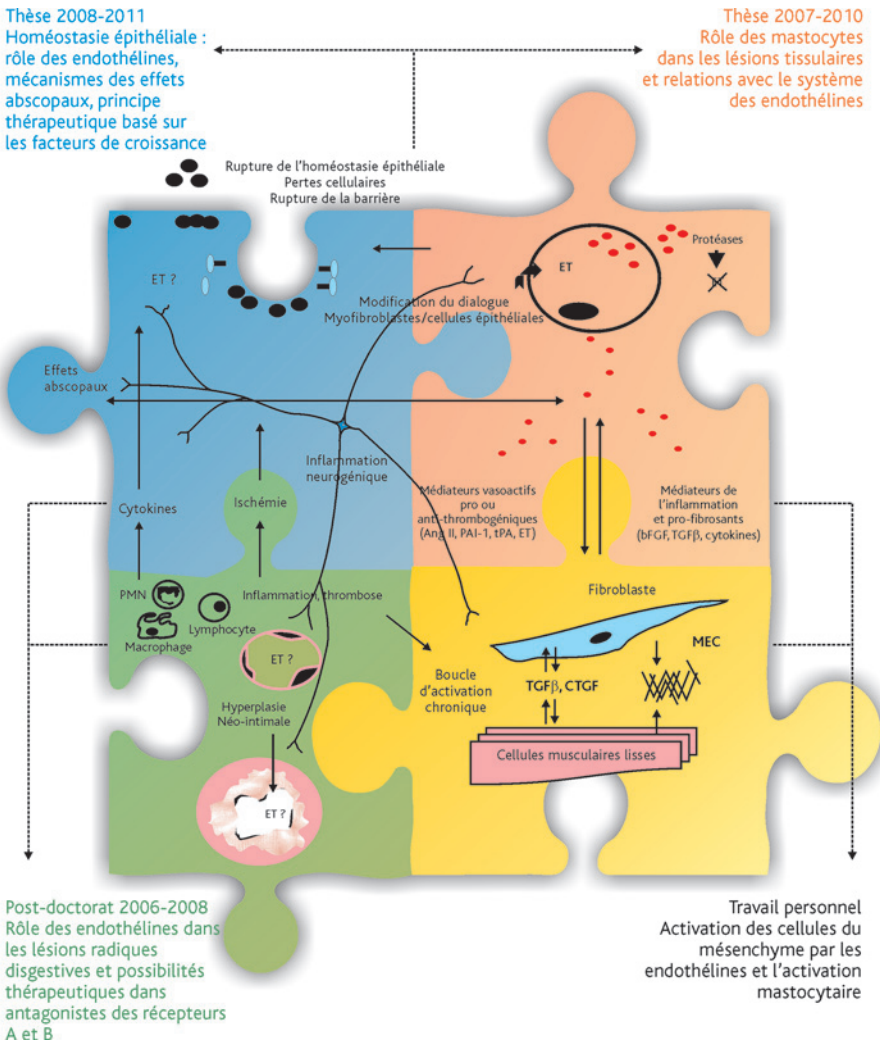 Thèse 2008-2011
Homéostasie épithéliale :
rôle des endothélines,
mécanismes des effets
abscopaux, principe
thérapeutique basé sur
les facteurs de croissance
Thèse 2007-2010
Rôle des mastocytes
dans les lésions tissulaires
et relations avec le système
des endothélines
Rupture de l'homéostasie épithéliale
Pertes cellulaires
Rupture de la barrière
ET ?
ET
Protéases
Modification du dialogue
Myofibroblastes/cellules épithéliales
Effets
abscopaux
Inflammation
neurogénique
Cytokines
Ischémie
Médiateurs vasoactifs
pro ou
anti-thrombogéniques
(Ang II, PAI-1, tPA, ET)
Médiateurs de
l'inflammation
et pro-fibrosants
(bFGF, TGFβ, cytokines)
PMN
Lymphocyte
Macrophage
Inflammation, thrombose
ET ?
Hyperplasie
Néo-intimale
ET ?
Boucle
d'activation
chronique
Fibroblaste
MEC
TGFβ, CTGF
Cellules musculaires lisses
Post-doctorat 2006-2008
Rôle des endothélines dans
les lésions radiques
disgestives et possibilités
thérapeutiques dans
antagonistes des récepteurs
A et B
Travail personnel
Activation des cellules du
mésenchyme par les
endothélines et l'activation
mastocytaire